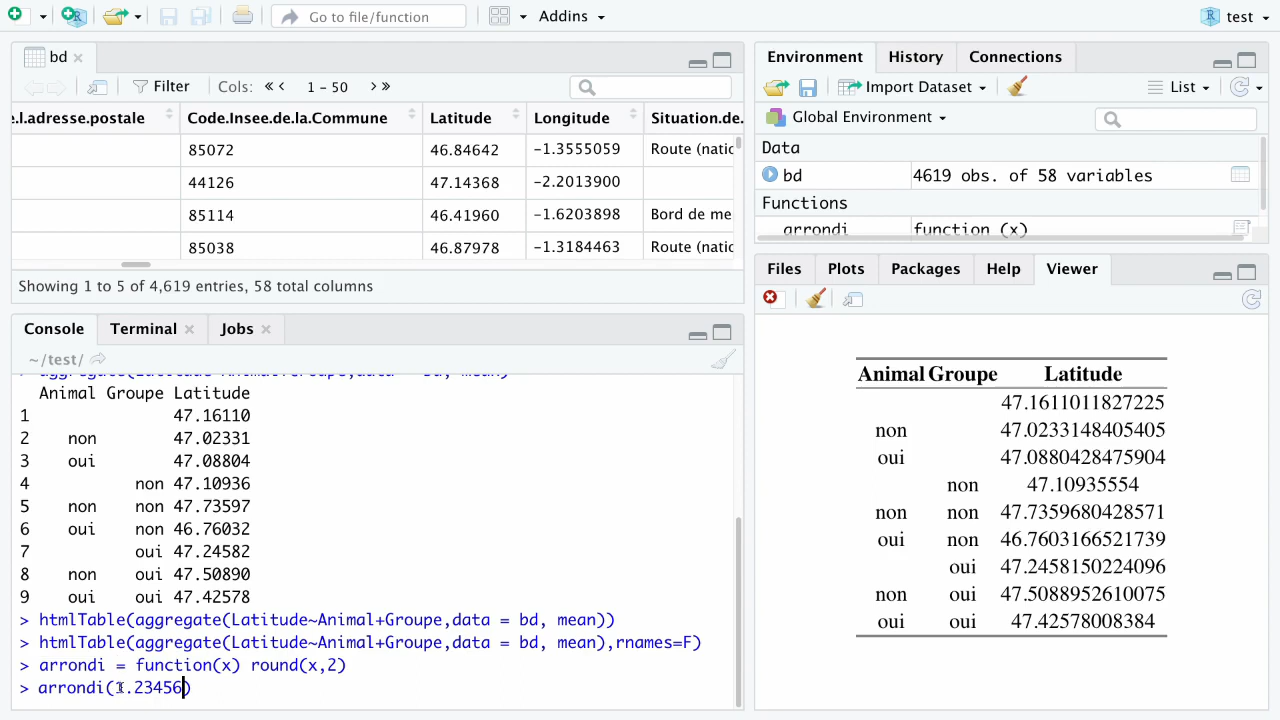 Go to file/function
Addins
test
bd
Filter
Cols: 1 - 50
e.l.adresse.postale Code.Insee.de.la.Commune Latitude Longitude Situation.de.
85072 46.84642 -1.3555059 Route (natic
44126 47.14368 -2.2013900
85114 46.41960 -1.6203898 Bord de me
85038 46.87978 -1.3184463 Route (natic
Showing 1 to 5 of 4,619 entries, 58 total columns
Console Terminal Jobs
~/test/
> aggregate(Latitude~Animal+Groupe,data = bd, mean)
Animal Groupe Latitude
1 47.16110
2 non 47.02331
3 oui 47.08804
4 non 47.10936
5 non non 47.73597
6 oui non 46.76032
7 oui 47.24582
8 non oui 47.50890
9 oui oui 47.42578
> htmlTable(aggregate(Latitude~Animal+Groupe,data = bd, mean))
> htmlTable(aggregate(Latitude~Animal+Groupe,data = bd, mean),rnames=F)
> arrondi = function(x) round(x,2)
> arrondi(1.23456)
Environment History Connections
Import Dataset
List
Global Environment
Data
bd 4619 obs. of 58 variables
Functions
arrondi function (x)
Files Plots Packages Help Viewer
Animal Groupe Latitude
47.1611011827225
non 47.0233148405405
oui 47.0880428475904
non 47.10935554
non non 47.7359680428571
oui non 46.7603166521739
oui 47.2458150224096
non oui 47.5088952610075
oui oui 47.42578008384